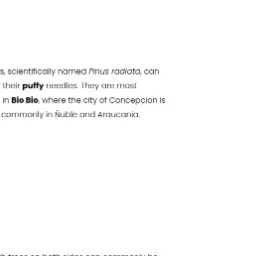 s, scientifically named Pinus radiata, can
their puffy needles. They are most
in Bio Bio, where the city of Concepcion is
commonly in Ñuble and Araucania.